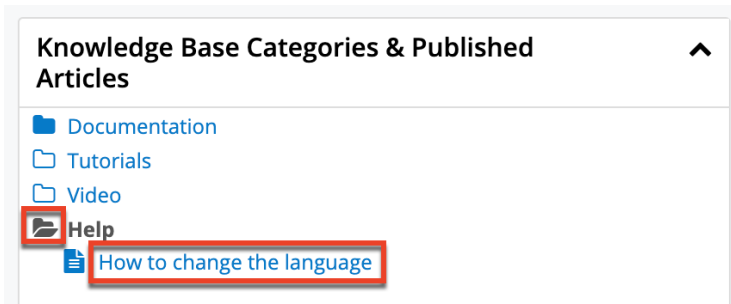 Knowledge Base Categories & Published
Articles
Documentation
Tutorials
Video
Help
How to change the language